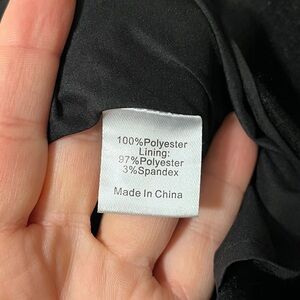 100%Polyester
Lining:
97%Polyester
3%Spandex
Made In China